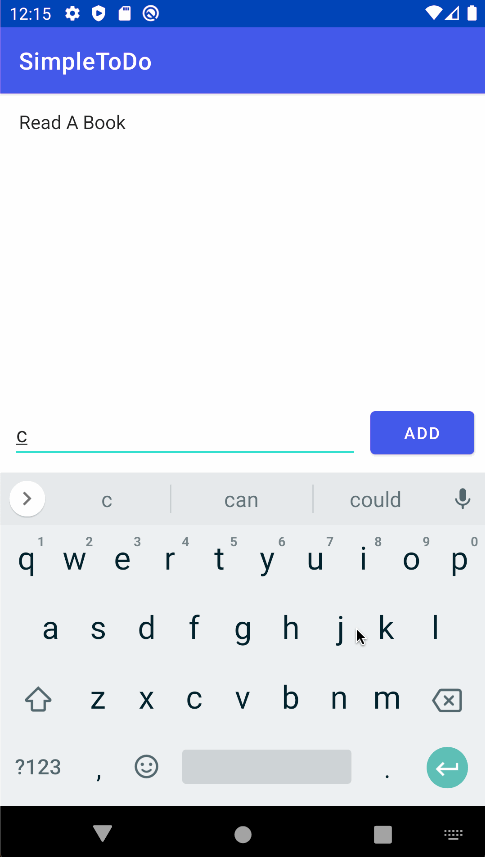 12:15
SimpleToDo
Read A Book
c
ADD
c can could
1 2 3 4 5 6 7 8 9 0
q w e r t y u i o p
a s d f g h j k l
z x c v b n m
?123 , .